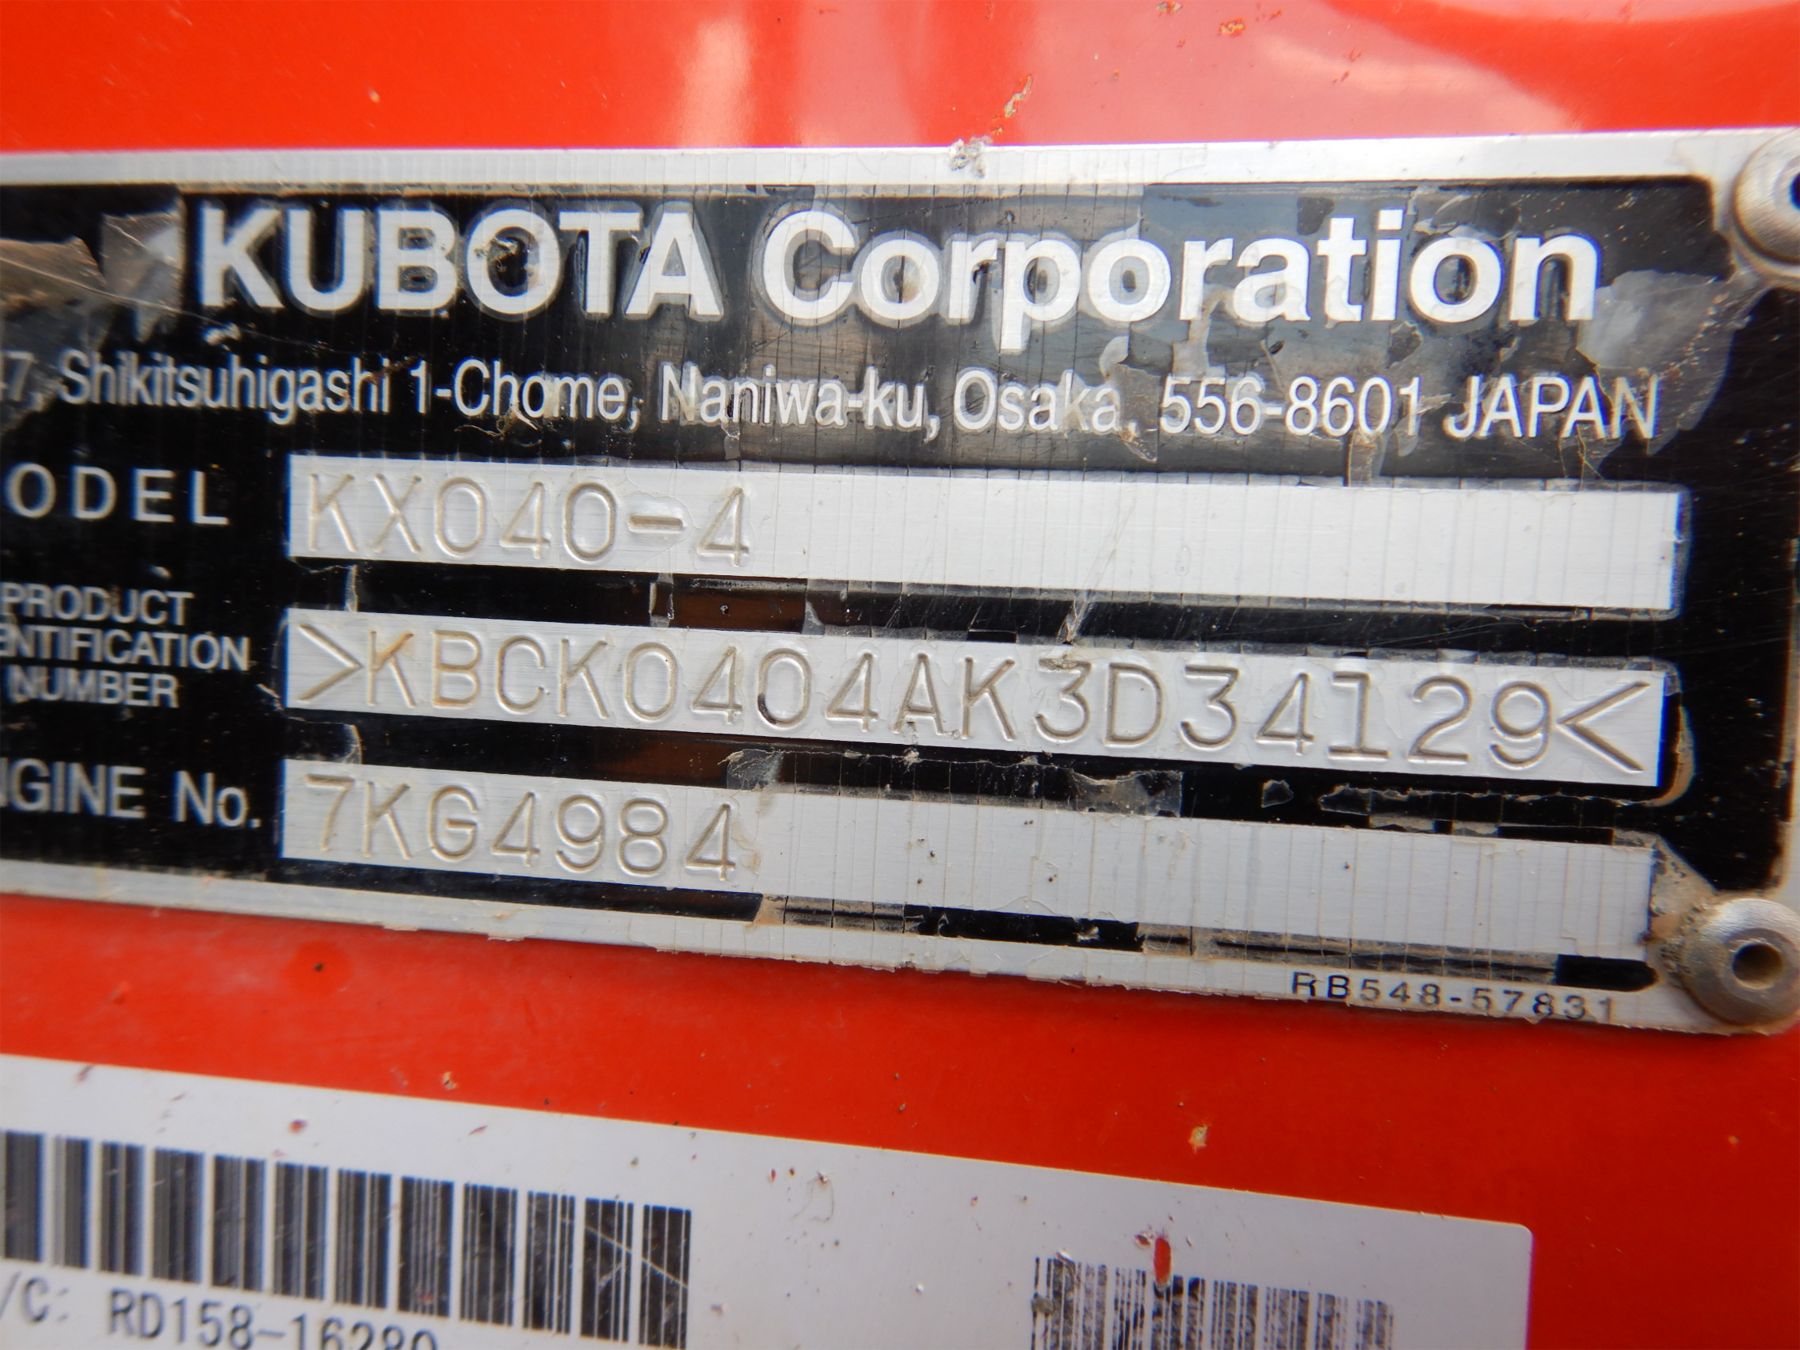 KUBOTA Corporation
47, Shikitsuhigashi 1-Chome, Naniwa-ku, Osaka, 556-8601 JAPAN
ODEL KX040-4
PRODUCT
ENTIFICATION
NUMBER
>KBCK0404AK3D34129<
NGINE No. 7KG4984
RB548-57831
/C: RD158-16280